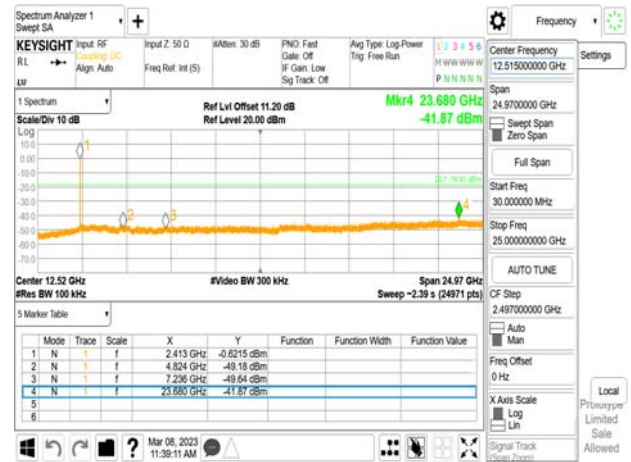 Spectrum Analyzer 1
Swept SA
Frequency
KEYSIGHT
Input: RF
Coupling: DC
Align: Auto
Input Z: 50 Ω
Freq Ref: Int (S)
#Atten: 30 dB
PNO: Fast
Gate: Off
IF Gain: Low
Sig Track: Off
Avg Type: Log-Power
Trig: Free Run
1 2 3 4 5 6
M W W W W W
P N N N N N
RL
1 Spectrum
Scale/Div 10 dB
Ref Lvl Offset 11.20 dB
Ref Level 20.00 dBm
Mkr4 23.680 GHz
-41.87 dBm
Log
10.0
0.00
-10.0
-20.0
-30.0
-40.0
-50.0
-60.0
-70.0
1
2
3
4
Center 12.52 GHz
#Res BW 100 kHz
#Video BW 300 kHz
Span 24.97 GHz
Sweep ~2.39 s (24971 pts)
5 Marker Table
Mode Trace Scale X Y Function Function Width Function Value
1 N 1 f 2.413 GHz -0.6215 dBm
2 N 1 f 4.824 GHz -49.18 dBm
3 N 1 f 7.236 GHz -49.64 dBm
4 N 1 f 23.680 GHz -41.87 dBm
5
6
Mar 08, 2023
11:39:11 AM
Center Frequency
12.515000000 GHz
Settings
Span
24.9700000 GHz
Swept Span
Zero Span
Full Span
Start Freq
30.000000 MHz
Stop Freq
25.000000000 GHz
AUTO TUNE
CF Step
2.497000000 GHz
Auto
Man
Freq Offset
0 Hz
X Axis Scale
Log
Lin
Signal Track
(Span Zoom)
Local
Prototype
Limited
Sale
Allowed